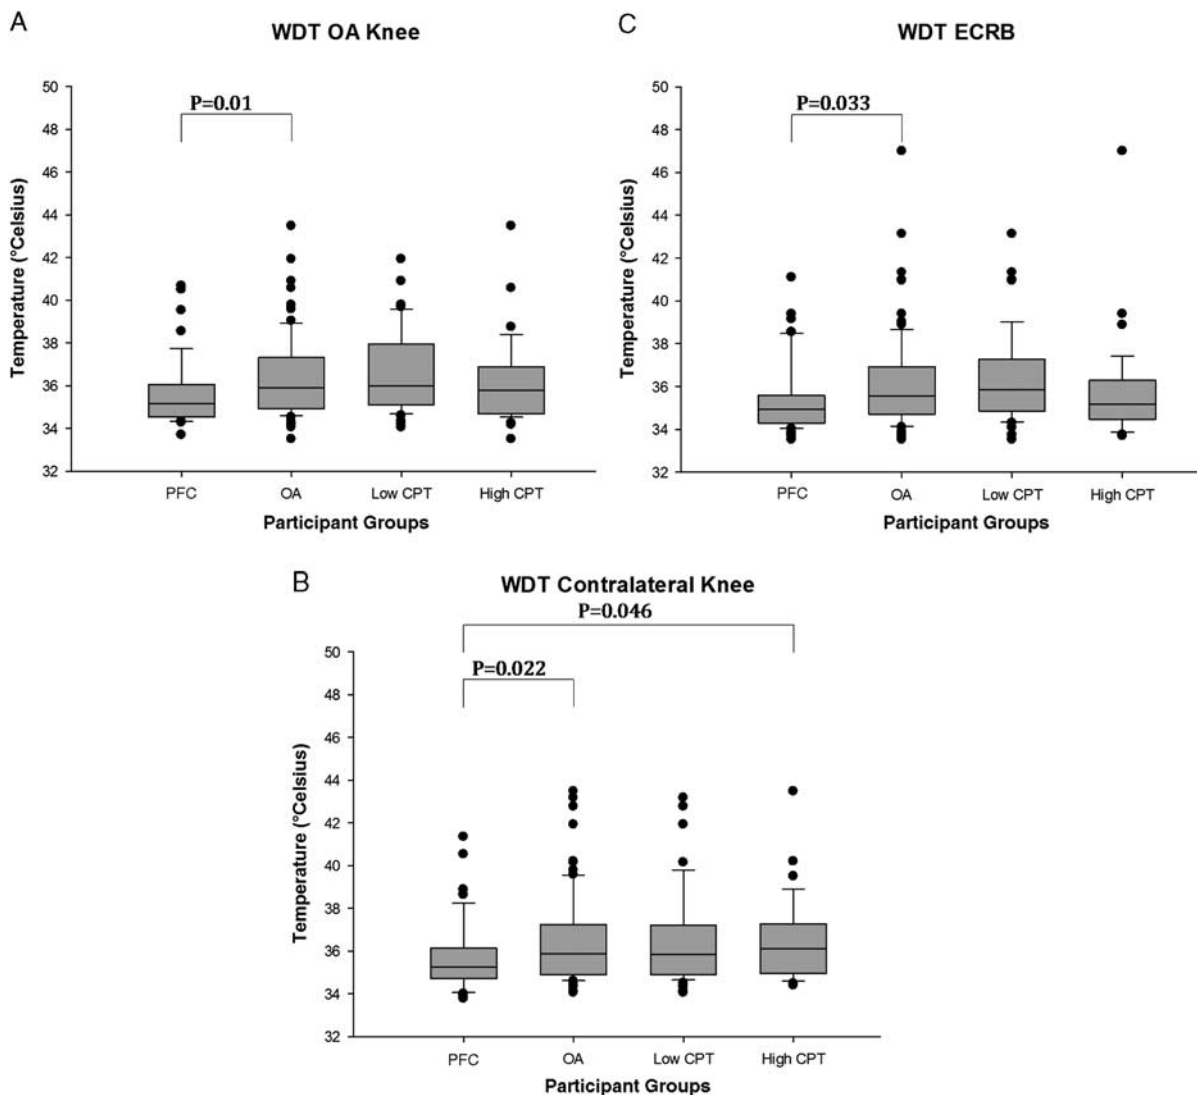 A
WDT OA Knee
P=0.01
Temperature (°Celsius)
50
48
46
44
42
40
38
36
34
32
PFC
OA
Low CPT
High CPT
Participant Groups
C
WDT ECRB
P=0.033
Temperature (°Celsius)
50
48
46
44
42
40
38
36
34
32
PFC
OA
Low CPT
High CPT
Participant Groups
B
WDT Contralateral Knee
P=0.046
P=0.022
Temperature (°Celsius)
50
48
46
44
42
40
38
36
34
32
PFC
OA
Low CPT
High CPT
Participant Groups